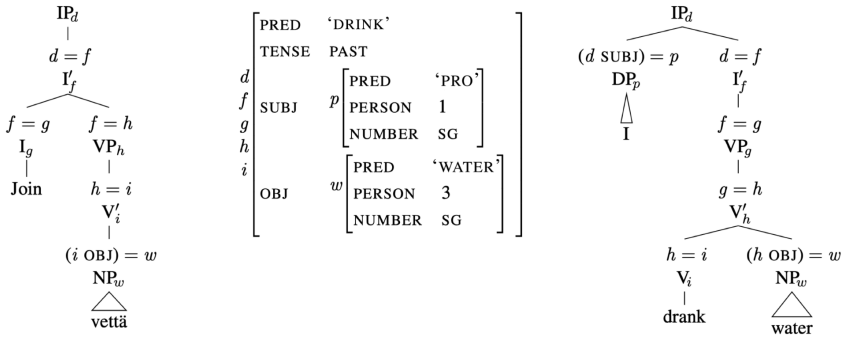 IP_d
d = f
I′_f
f = g f = h
I_g VP_h
Join h = i
V′_i
(i OBJ) = w
NP_w
vettä
d
f
g
h
i
PRED ‘DRINK’
TENSE PAST
SUBJ p
PRED ‘PRO’
PERSON 1
NUMBER SG
OBJ w
PRED ‘WATER’
PERSON 3
NUMBER SG
IP_d
(d SUBJ) = p d = f
DP_p I′_f
I f = g
VP_g
g = h
V′_h
h = i (h OBJ) = w
V_i NP_w
drank water